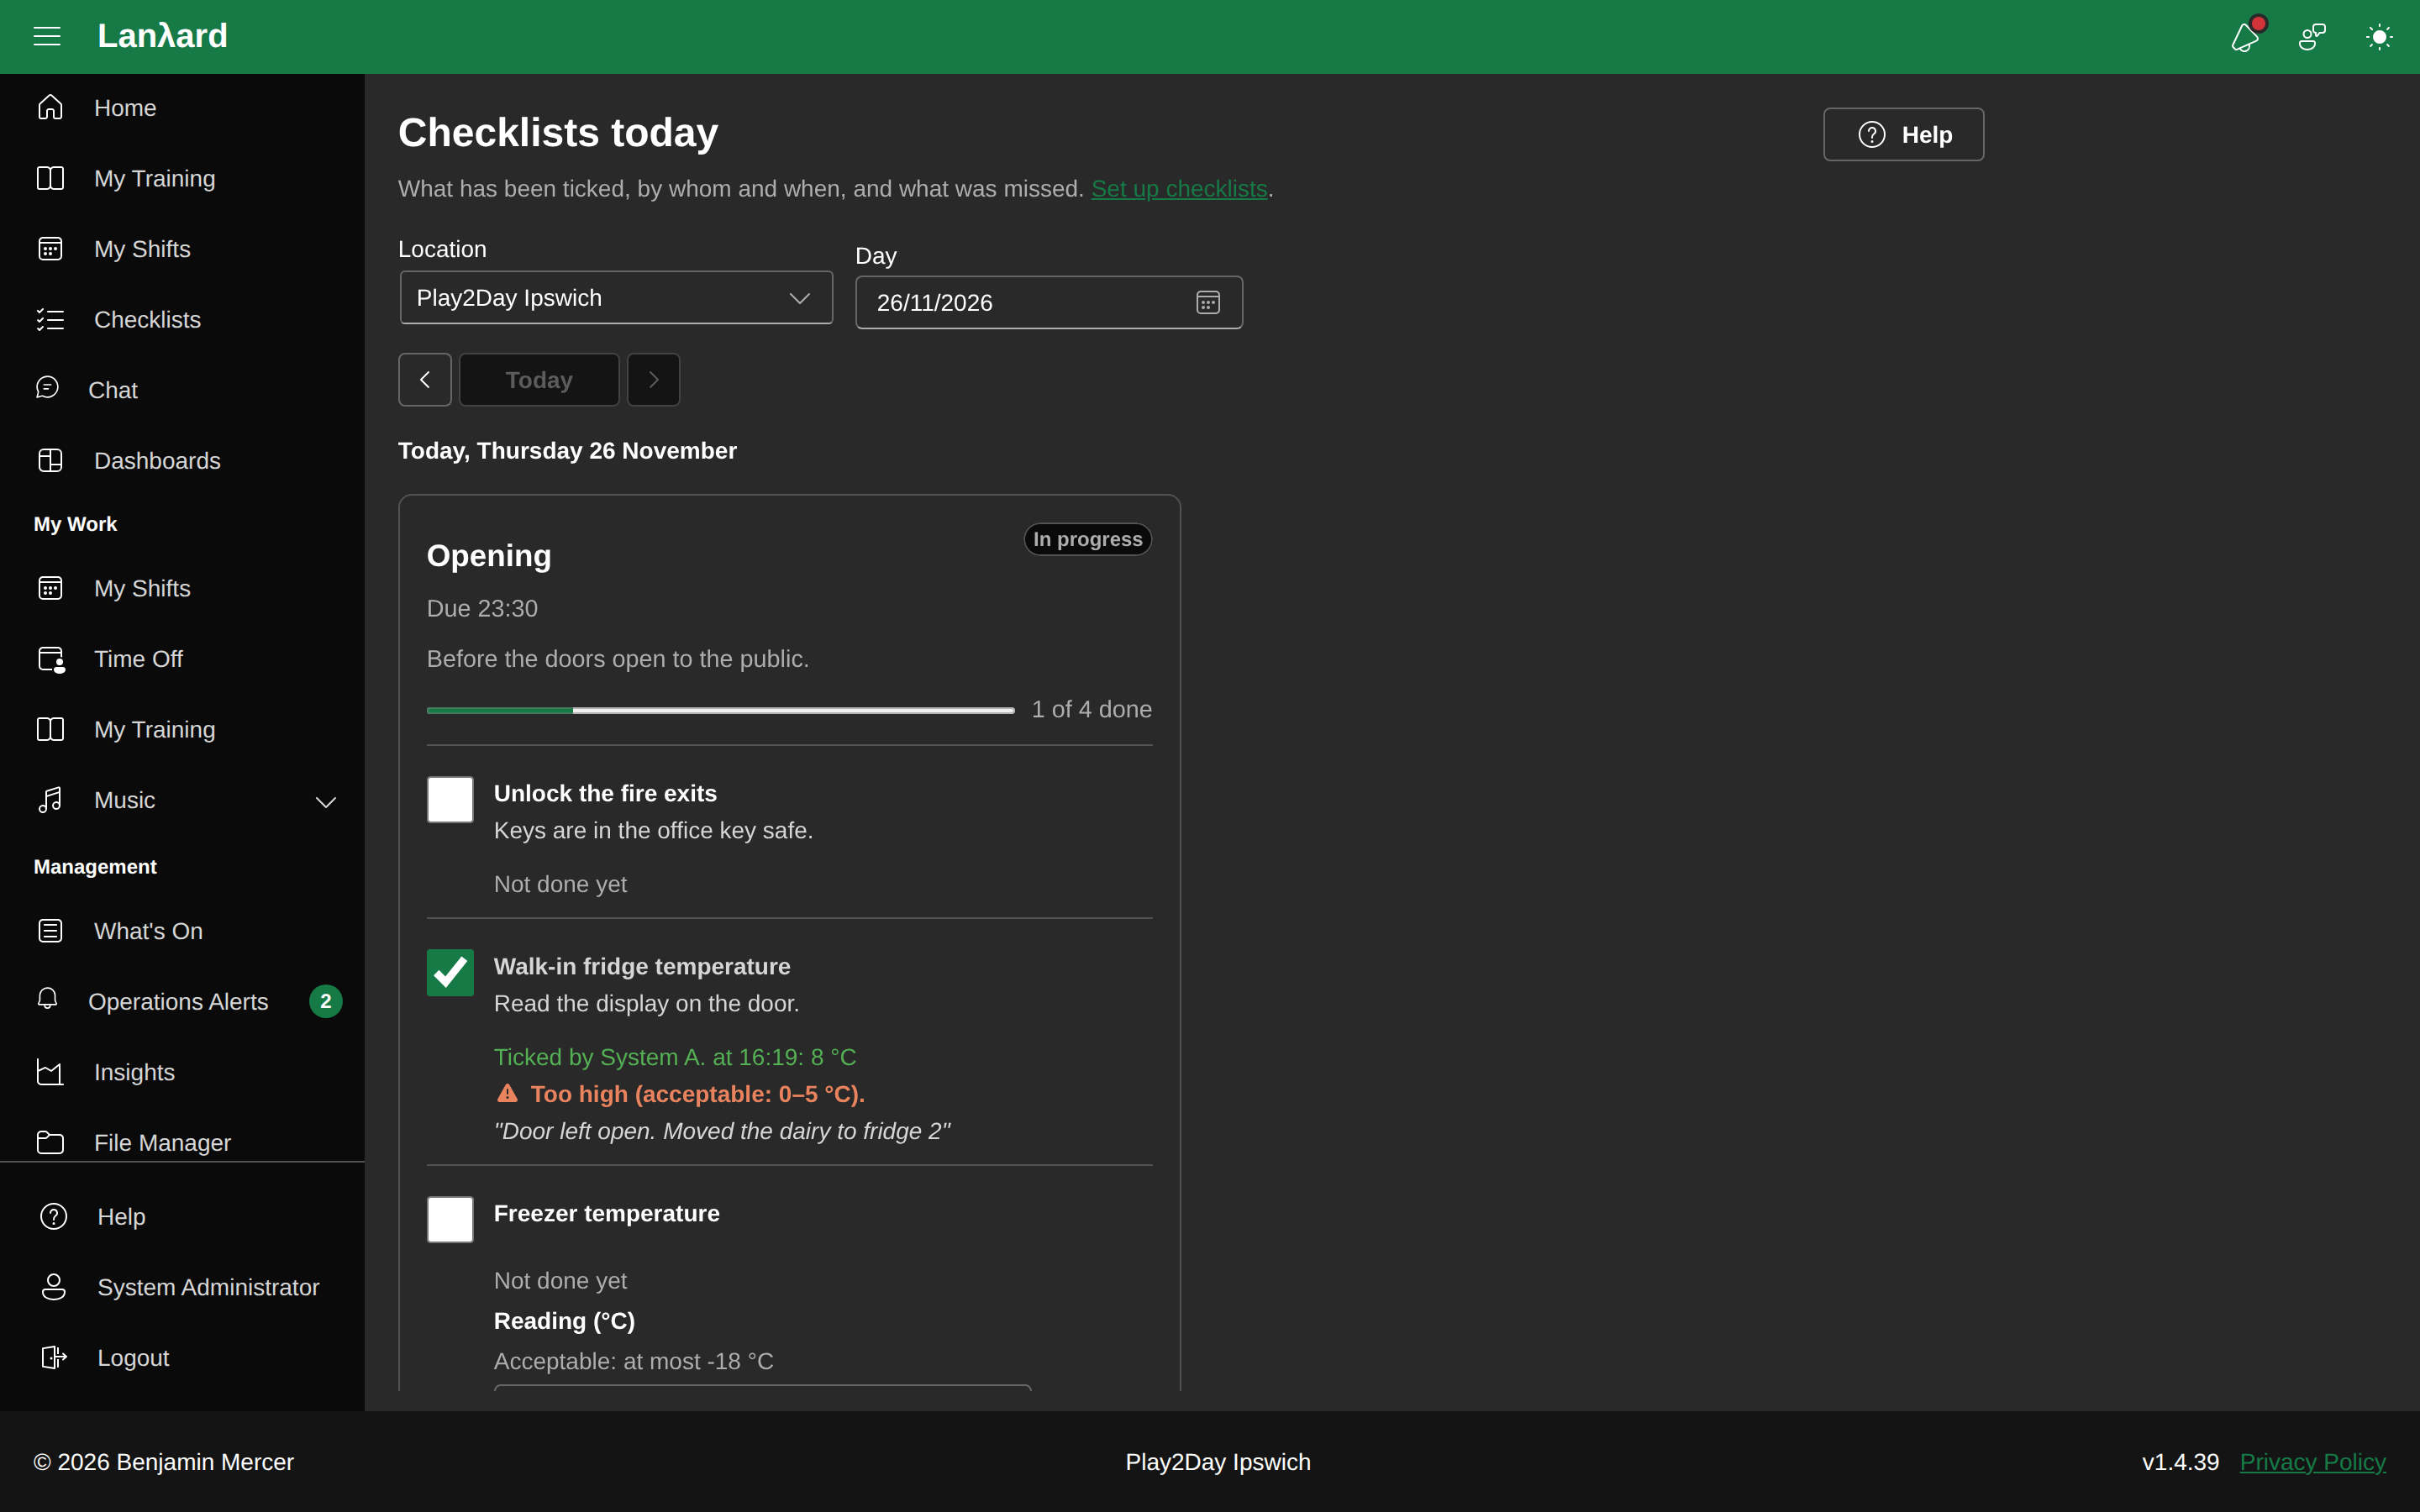 Lanλard
Home
My Training
My Shifts
Checklists
Chat
Dashboards
My Work
My Shifts
Time Off
My Training
Music
Management
What's On
Operations Alerts 2
Insights
File Manager
Help
System Administrator
Logout
Checklists today
Help
What has been ticked, by whom and when, and what was missed. Set up checklists.
Location
Day
Play2Day Ipswich
26/11/2026
Today
Today, Thursday 26 November
Opening
In progress
Due 23:30
Before the doors open to the public.
1 of 4 done
Unlock the fire exits
Keys are in the office key safe.
Not done yet
Walk-in fridge temperature
Read the display on the door.
Ticked by System A. at 16:19: 8 °C
Too high (acceptable: 0–5 °C).
"Door left open. Moved the dairy to fridge 2"
Freezer temperature
Not done yet
Reading (°C)
Acceptable: at most -18 °C
© 2026 Benjamin Mercer
Play2Day Ipswich
v1.4.39 Privacy Policy